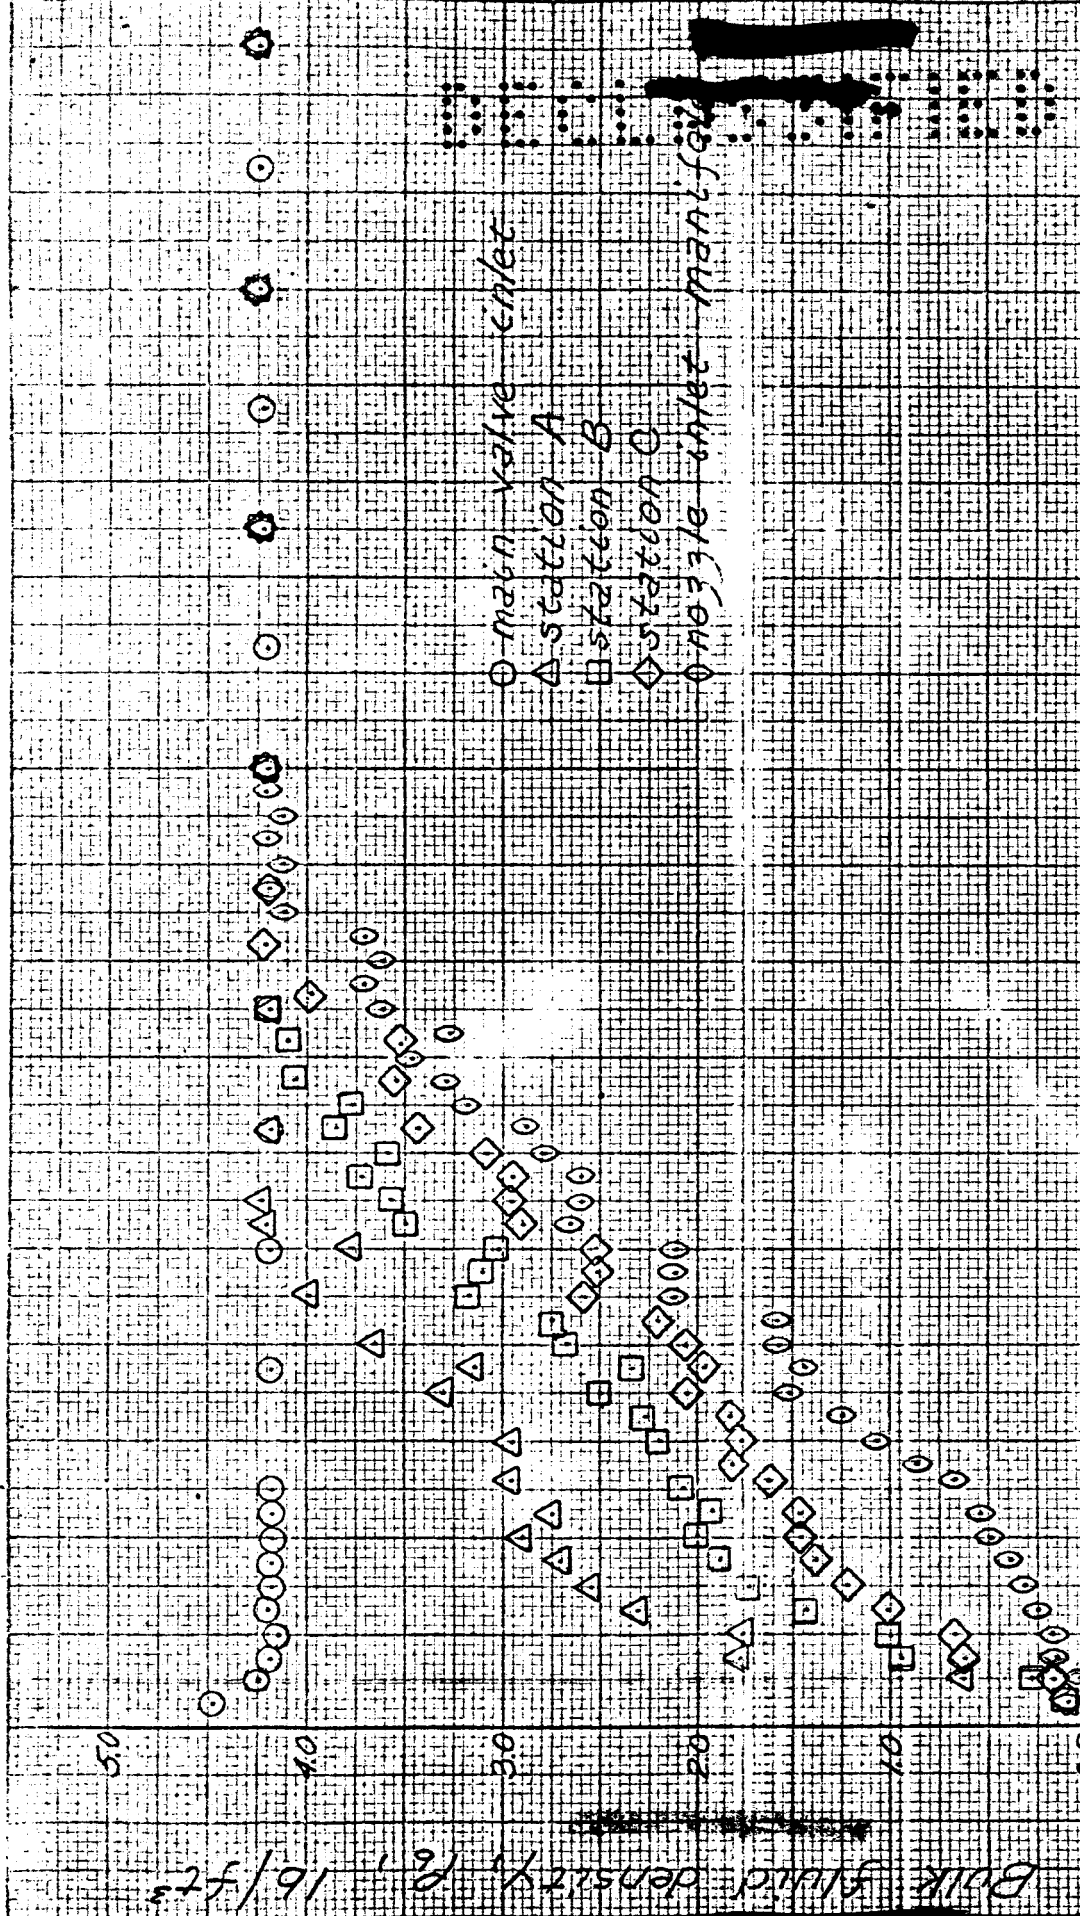 Bulk fluid density, ρb, lb/ft³
5.0
4.0
3.0
2.0
1.0
main valve inlet
station A
station B
station C
nozzle inlet manifold